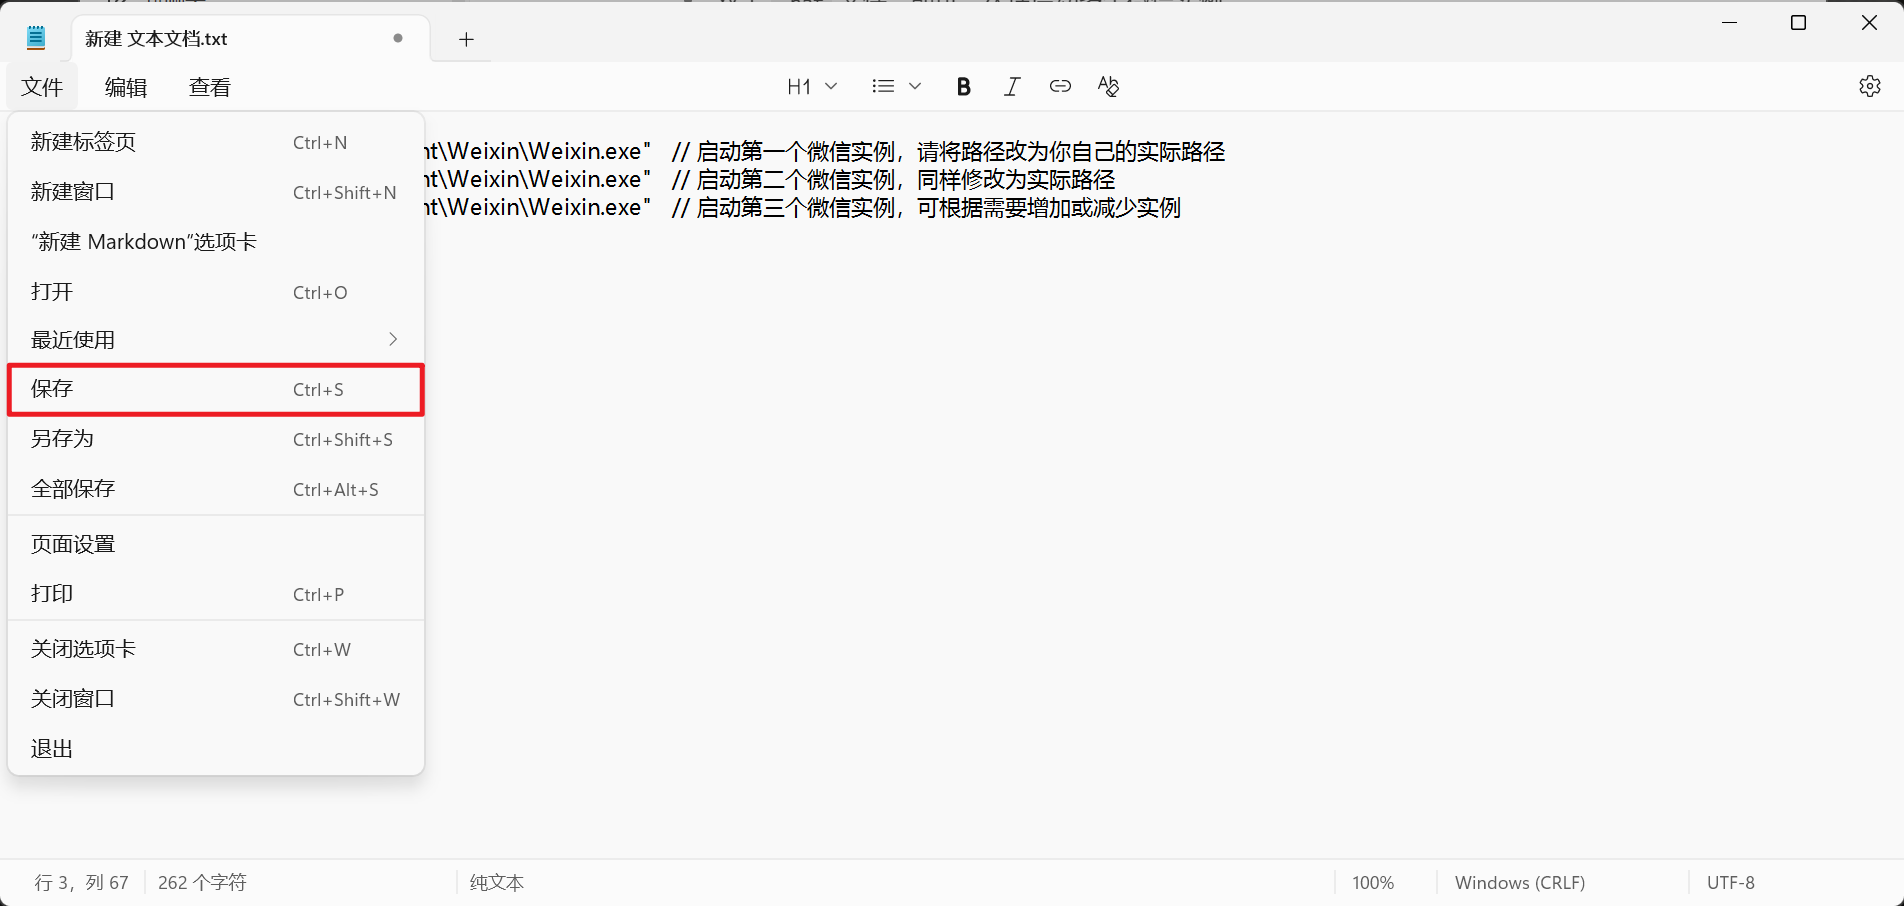 新建 文本文档.txt
文件 编辑 查看 H1 B I
nt\Weixin\Weixin.exe" // 启动第一个微信实例，请将路径改为你自己的实际路径
nt\Weixin\Weixin.exe" // 启动第二个微信实例，同样修改为实际路径
nt\Weixin\Weixin.exe" // 启动第三个微信实例，可根据需要增加或减少实例
新建标签页 Ctrl+N
新建窗口 Ctrl+Shift+N
“新建 Markdown”选项卡
打开 Ctrl+O
最近使用
保存 Ctrl+S
另存为 Ctrl+Shift+S
全部保存 Ctrl+Alt+S
页面设置
打印 Ctrl+P
关闭选项卡 Ctrl+W
关闭窗口 Ctrl+Shift+W
退出
行 3，列 67 262 个字符 纯文本 100% Windows (CRLF) UTF-8